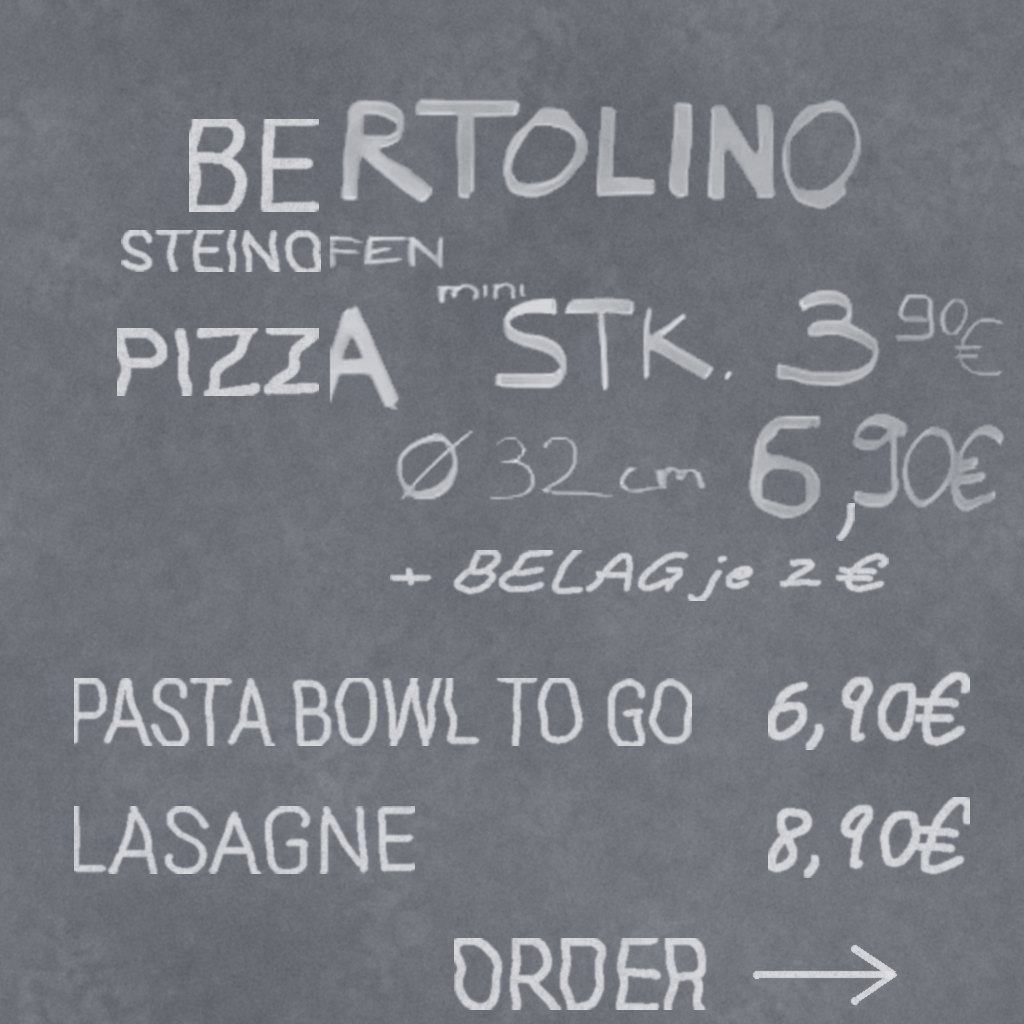 BERTOLINO
STEINOFEN
PIZZA mini STK. 3 90€
Ø 32 cm 6,90€
+ BELAG je 2 €
PASTA BOWL TO GO 6,90€
LASAGNE 8,90€
ORDER →